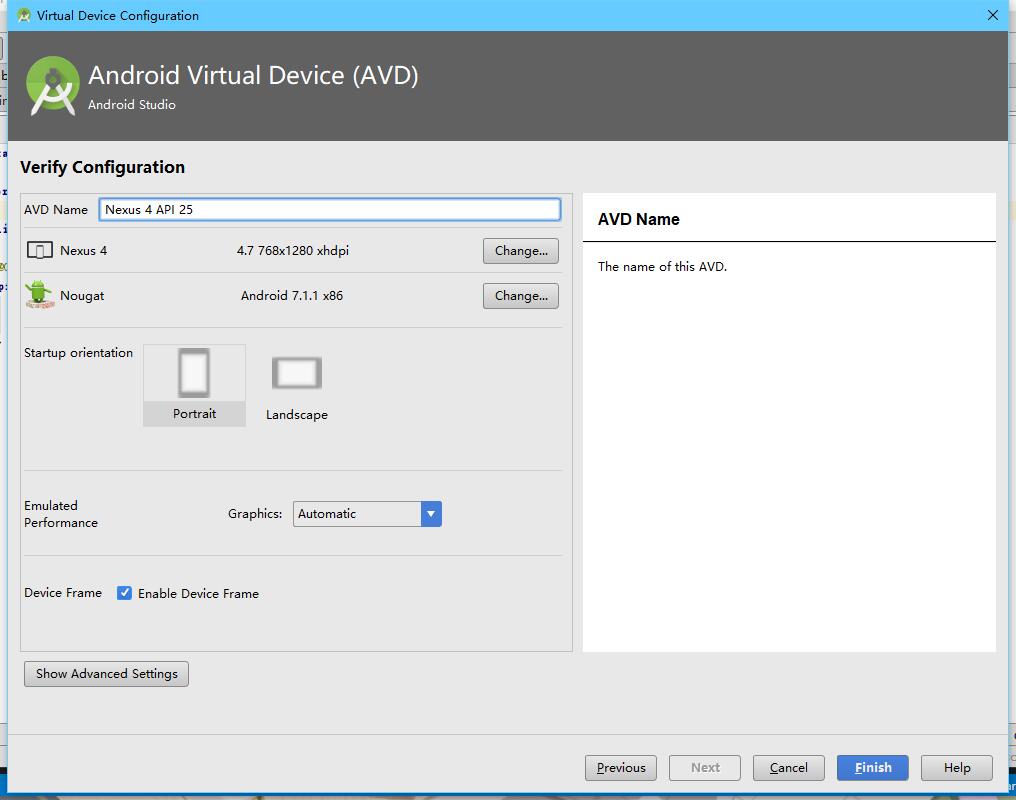 Virtual Device Configuration
Android Virtual Device (AVD)
Android Studio
Verify Configuration
AVD Name Nexus 4 API 25
Nexus 4 4.7 768x1280 xhdpi Change...
Nougat Android 7.1.1 x86 Change...
Startup orientation
Portrait
Landscape
Emulated
Performance
Graphics: Automatic
Device Frame Enable Device Frame
Show Advanced Settings
AVD Name
The name of this AVD.
Previous Next Cancel Finish Help